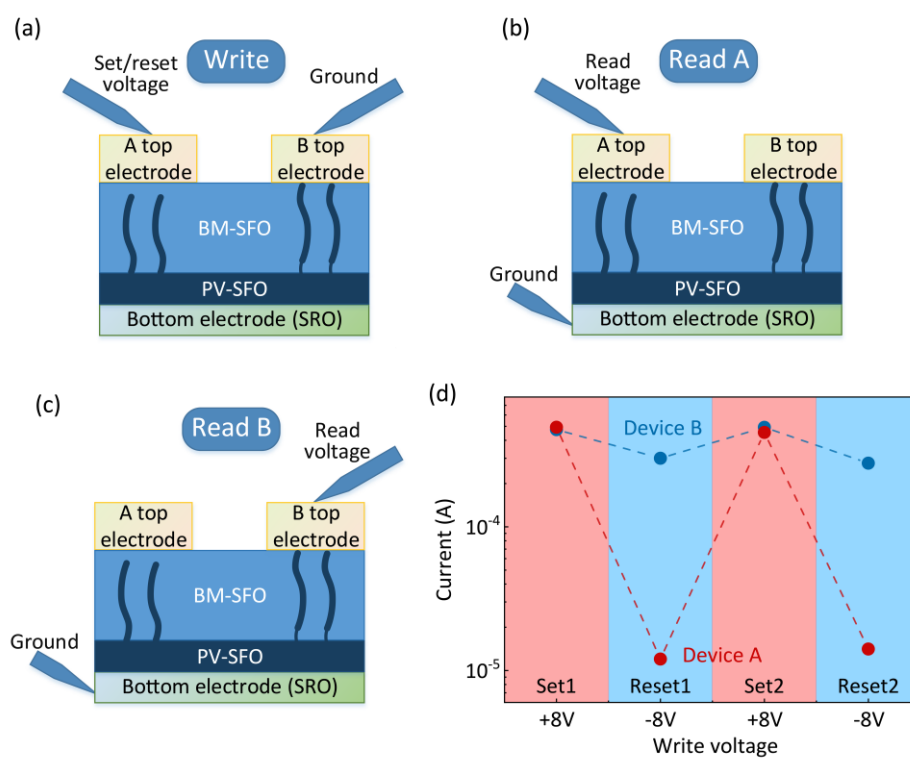 (a)
Write
Set/reset
voltage
Ground
A top
electrode
B top
electrode
BM-SFO
PV-SFO
Bottom electrode (SRO)
(b)
Read A
Read
voltage
A top
electrode
B top
electrode
BM-SFO
Ground
PV-SFO
Bottom electrode (SRO)
(c)
Read B
Read
voltage
A top
electrode
B top
electrode
BM-SFO
Ground
PV-SFO
Bottom electrode (SRO)
(d)
Device B
10⁻⁴
Current (A)
Device A
10⁻⁵
Set1 Reset1 Set2 Reset2
+8V -8V +8V -8V
Write voltage